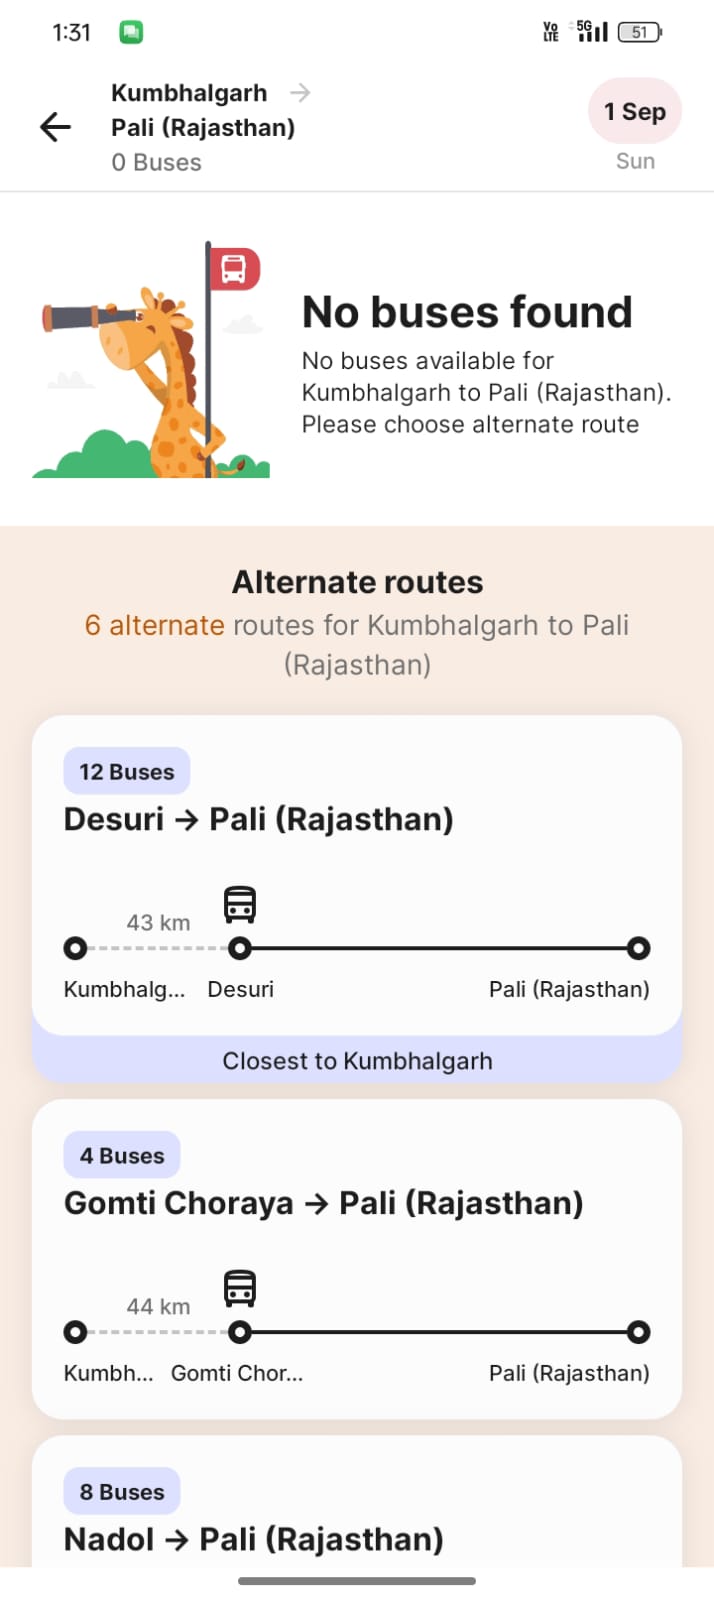 1:31
Vo LTE 5G 51
Kumbhalgarh →
Pali (Rajasthan)
0 Buses
1 Sep
Sun
No buses found
No buses available for
Kumbhalgarh to Pali (Rajasthan).
Please choose alternate route
Alternate routes
6 alternate routes for Kumbhalgarh to Pali
(Rajasthan)
12 Buses
Desuri → Pali (Rajasthan)
43 km
Kumbhalg... Desuri Pali (Rajasthan)
Closest to Kumbhalgarh
4 Buses
Gomti Choraya → Pali (Rajasthan)
44 km
Kumbh... Gomti Chor... Pali (Rajasthan)
8 Buses
Nadol → Pali (Rajasthan)